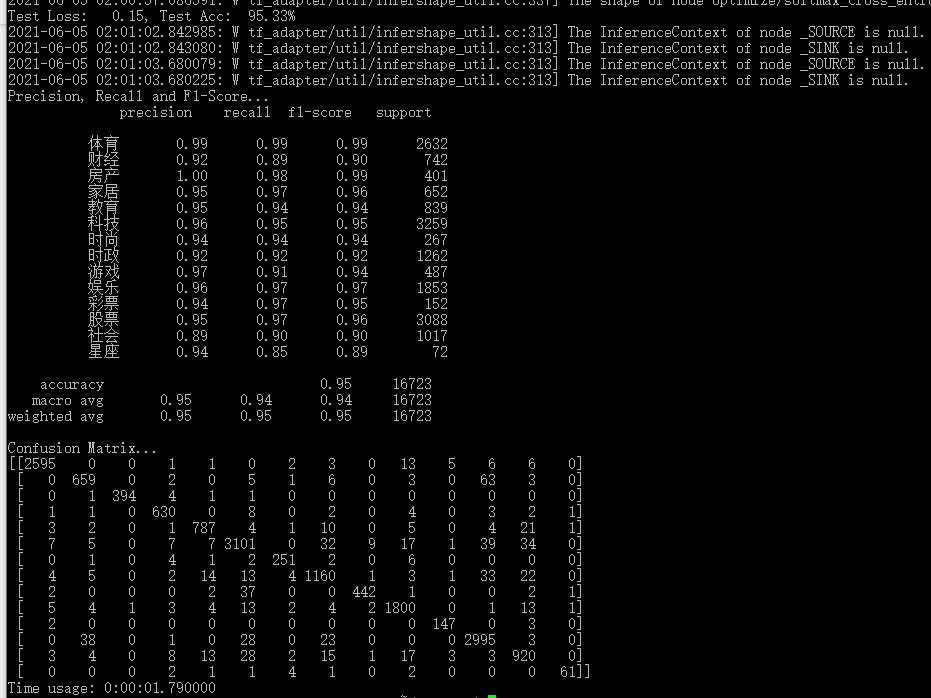 2021-06-05 02:00:57.686591: W tf_adapter/util/infershape_util.cc:337] The shape of node optimize/softmax_cross_entro
Test Loss:   0.15, Test Acc:  95.33%
2021-06-05 02:01:02.842985: W tf_adapter/util/infershape_util.cc:313] The InferenceContext of node _SOURCE is null.
2021-06-05 02:01:02.843080: W tf_adapter/util/infershape_util.cc:313] The InferenceContext of node _SINK is null.
2021-06-05 02:01:03.680079: W tf_adapter/util/infershape_util.cc:313] The InferenceContext of node _SOURCE is null.
2021-06-05 02:01:03.680225: W tf_adapter/util/infershape_util.cc:313] The InferenceContext of node _SINK is null.
Precision, Recall and F1-Score...
precision    recall  f1-score   support
体育 0.99 0.99 0.99 2632
财经 0.92 0.89 0.90 742
房产 1.00 0.98 0.99 401
家居 0.95 0.97 0.96 652
教育 0.95 0.94 0.94 839
科技 0.96 0.95 0.95 3259
时尚 0.94 0.94 0.94 267
时政 0.92 0.92 0.92 1262
游戏 0.97 0.91 0.94 487
娱乐 0.96 0.97 0.97 1853
彩票 0.94 0.97 0.95 152
股票 0.95 0.97 0.96 3088
社会 0.89 0.90 0.90 1017
星座 0.94 0.85 0.89 72
accuracy 0.95 16723
macro avg 0.95 0.94 0.94 16723
weighted avg 0.95 0.95 0.95 16723
Confusion Matrix...
[[2595 0 0 1 1 0 2 3 0 13 5 6 6 0]
[ 0 659 0 2 0 5 1 6 0 3 0 63 3 0]
[ 0 1 394 4 1 1 0 0 0 0 0 0 0 0]
[ 1 1 0 630 0 8 0 2 0 4 0 3 2 1]
[ 3 2 0 1 787 4 1 10 0 5 0 4 21 1]
[ 7 5 0 7 7 3101 0 32 9 17 1 39 34 0]
[ 0 1 0 4 1 2 251 2 0 6 0 0 0 0]
[ 4 5 0 2 14 13 4 1160 1 3 1 33 22 0]
[ 2 0 0 0 2 37 0 0 442 1 0 0 2 1]
[ 5 4 1 3 4 13 2 4 2 1800 0 1 13 1]
[ 2 0 0 0 0 0 0 0 0 0 147 0 3 0]
[ 0 38 0 1 0 28 0 23 0 0 0 2995 3 0]
[ 3 4 0 8 13 28 2 15 1 17 3 3 920 0]
[ 0 0 0 2 1 1 4 1 0 2 0 0 0 61]]
Time usage: 0:00:01.790000